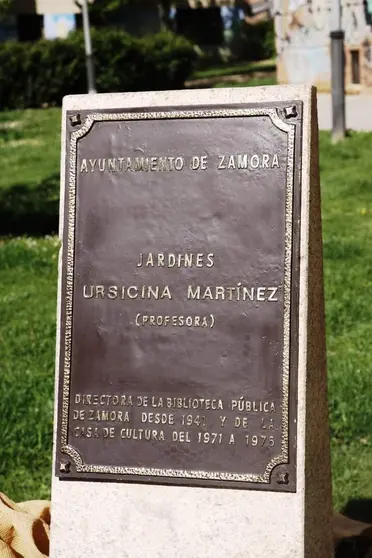 AYUNTAMIENTO DE ZAMORA
JARDINES
URSICINA MARTÍNEZ
(PROFESORA)
DIRECTORA DE LA BIBLIOTECA PÚBLICA
DE ZAMORA DESDE Y DE LA
CASA DE CULTURA DEL 1971 A 1975